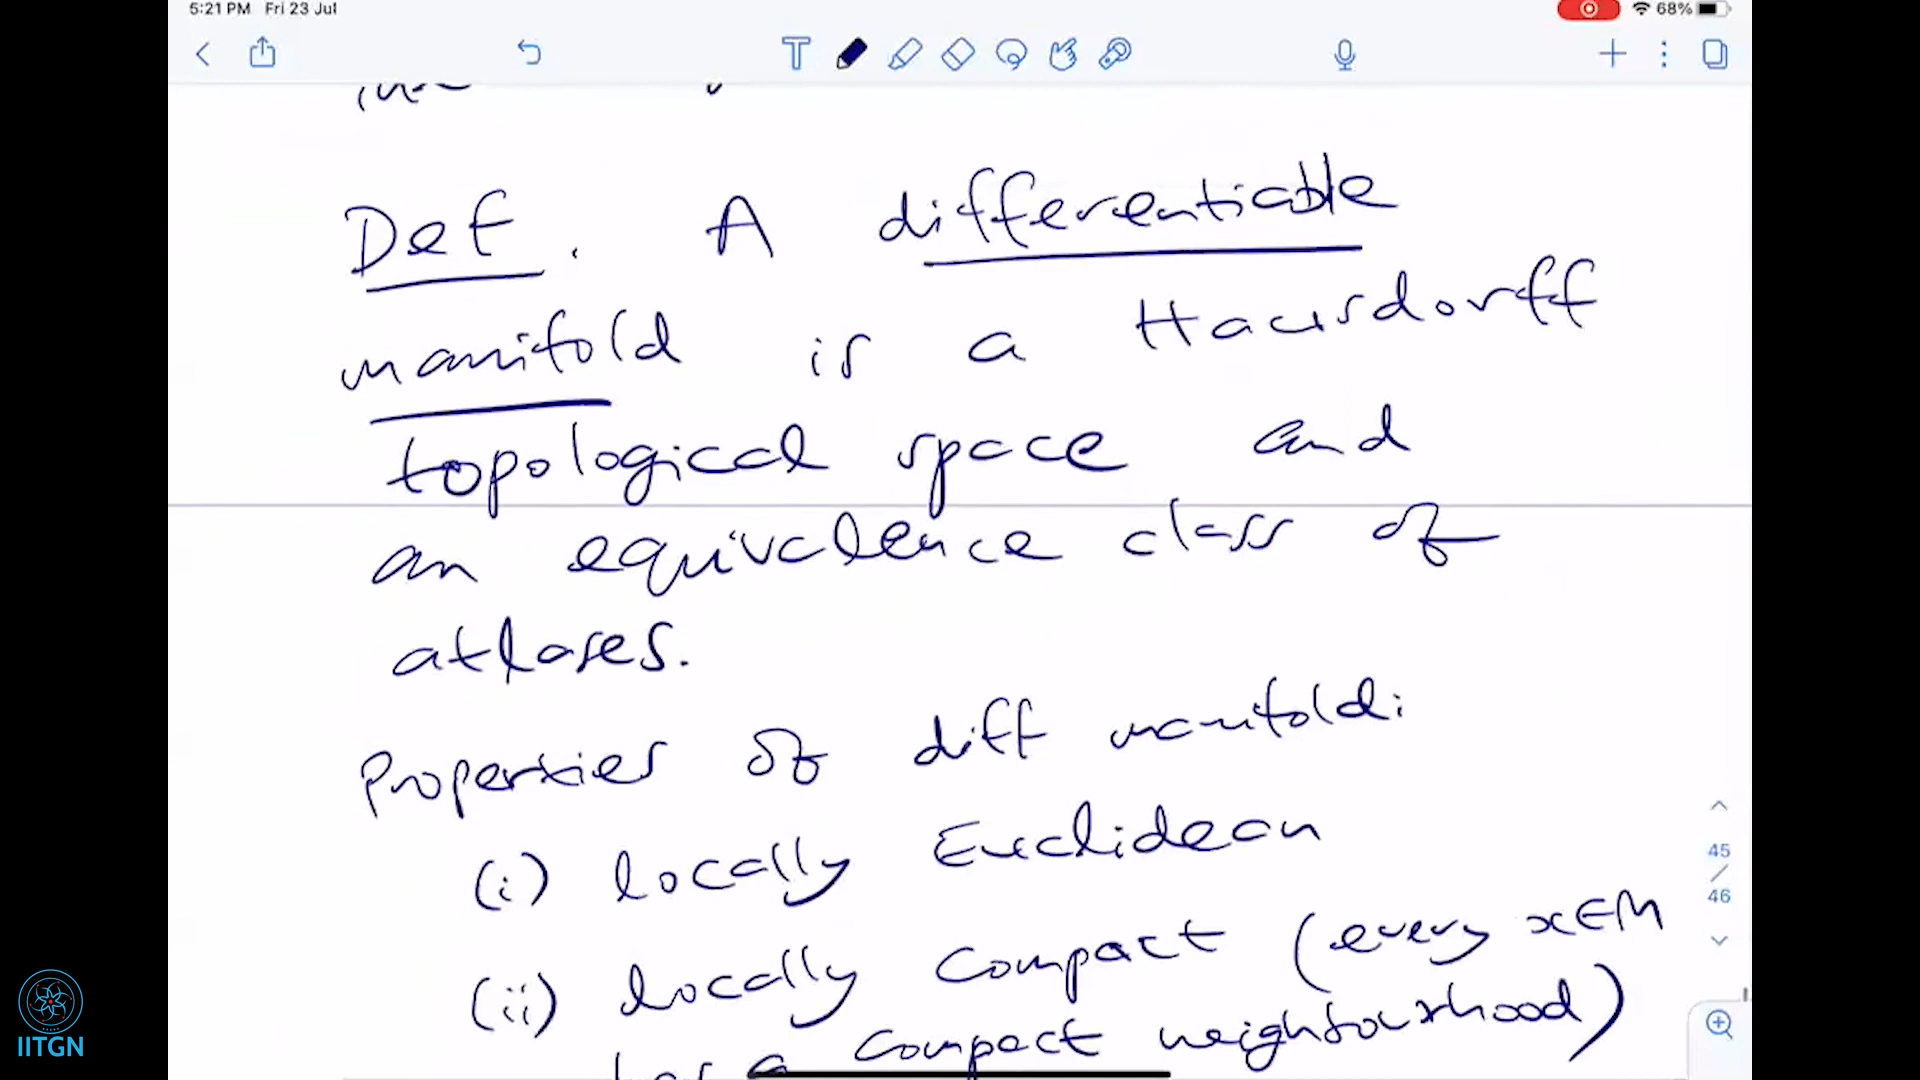 5:21 PM Fri 23 Jul
68%
Def. A differentiable
manifold is a Hausdorff
topological space and
an equivalence class of
atlases.
Properties of diff manifold:
(i) locally Euclidean
(ii) locally compact (every x∈M
has a compact neighbourhood)
45
/
46
IITGN